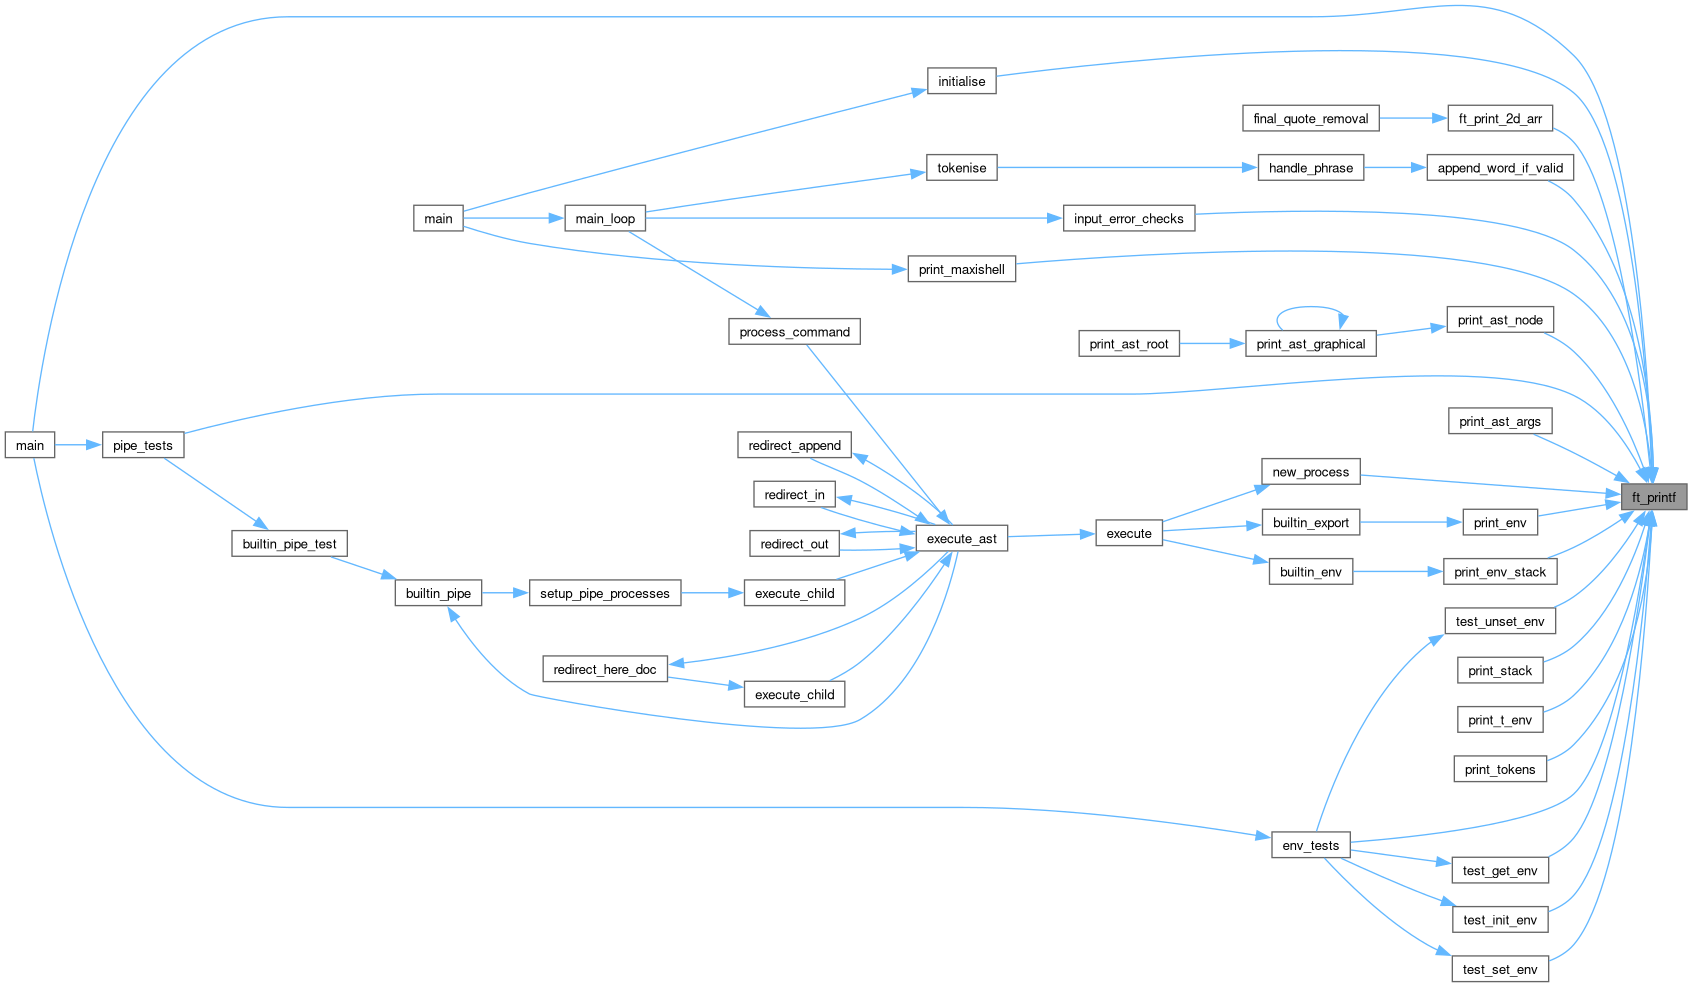 initialise
final_quote_removal
ft_print_2d_arr
tokenise
handle_phrase
append_word_if_valid
main
main_loop
input_error_checks
print_maxishell
process_command
print_ast_root
print_ast_graphical
print_ast_node
main
pipe_tests
redirect_append
print_ast_args
redirect_in
new_process
ft_printf
builtin_pipe_test
redirect_out
execute_ast
execute
builtin_export
print_env
builtin_pipe
setup_pipe_processes
execute_child
builtin_env
print_env_stack
test_unset_env
redirect_here_doc
execute_child
print_stack
print_t_env
print_tokens
env_tests
test_get_env
test_init_env
test_set_env